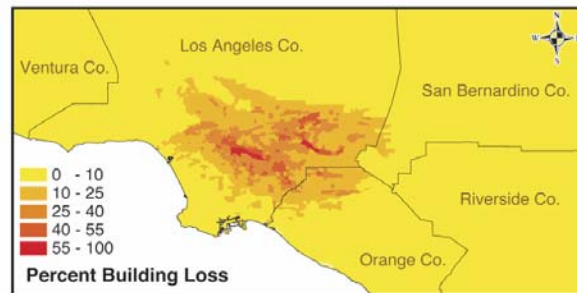 Los Angeles Co.
Ventura Co.
San Bernardino Co.
Riverside Co.
Orange Co.
N
W E
S
0 - 10
10 - 25
25 - 40
40 - 55
55 - 100
Percent Building Loss